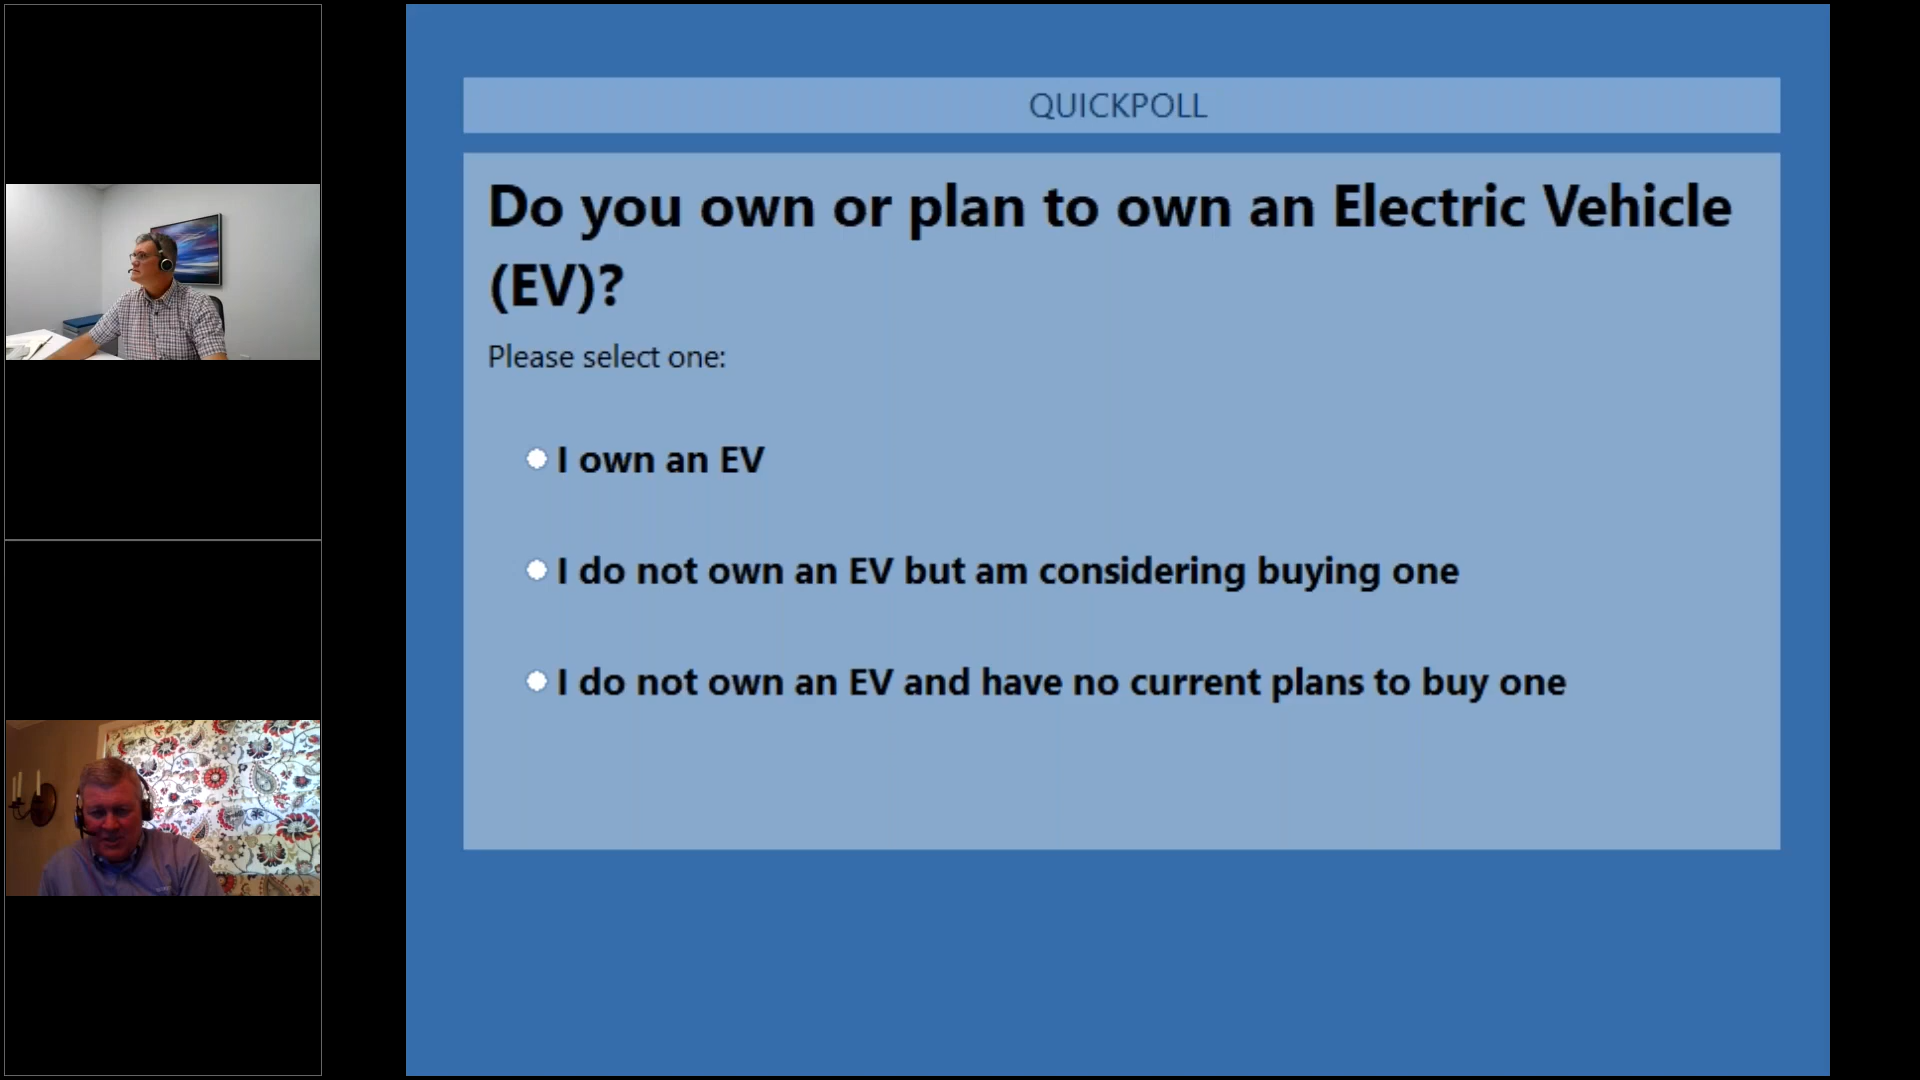 QUICKPOLL
Do you own or plan to own an Electric Vehicle
(EV)?
Please select one:
I own an EV
I do not own an EV but am considering buying one
I do not own an EV and have no current plans to buy one